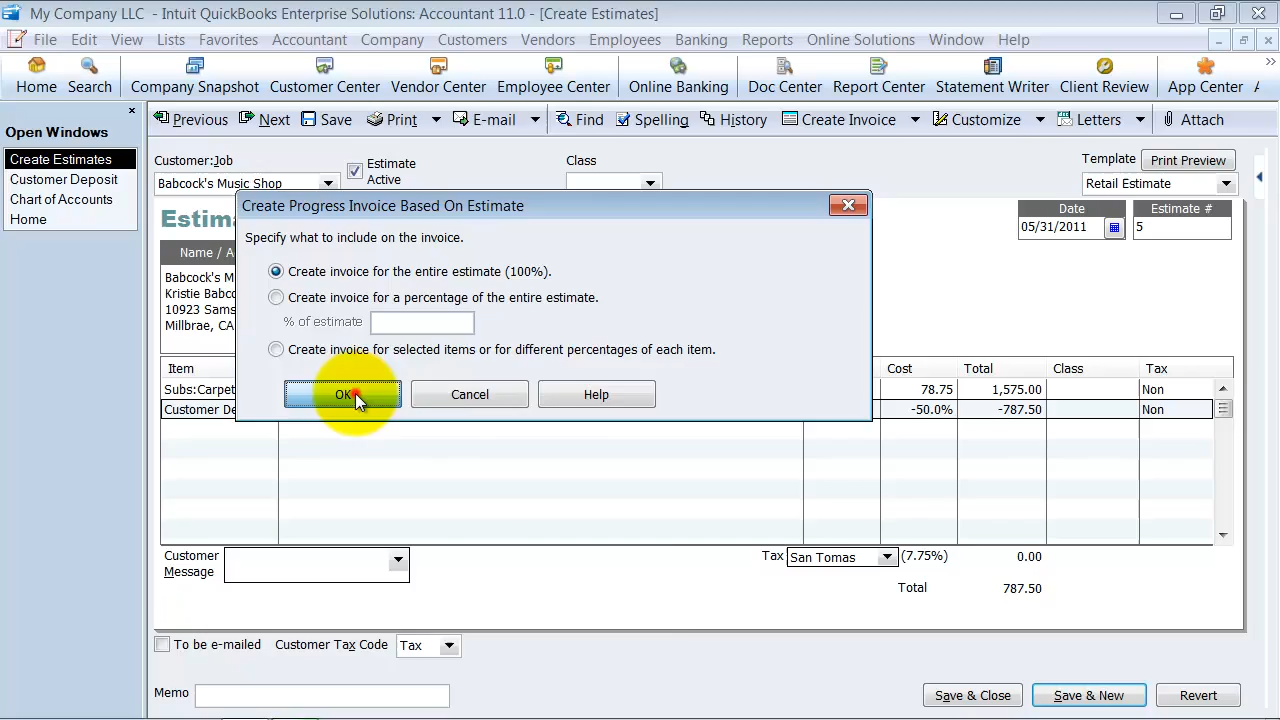 My Company LLC - Intuit QuickBooks Enterprise Solutions: Accountant 11.0 - [Create Estimates]
File Edit View Lists Favorites Accountant Company Customers Vendors Employees Banking Reports Online Solutions Window Help
Home Search Company Snapshot Customer Center Vendor Center Employee Center Online Banking Doc Center Report Center Statement Writer Client Review App Center
Previous Next Save Print E-mail Find Spelling History Create Invoice Customize Letters Attach
Open Windows
Create Estimates
Customer Deposit
Chart of Accounts
Home
Customer:Job
Babcock's Music Shop
Estimate
Active
Class
Template Print Preview
Retail Estimate
Date Estimate #
05/31/2011 5
Name / A
Babcock's M
Kristie Babco
10923 Sams
Millbrae, CA
Create Progress Invoice Based On Estimate
Specify what to include on the invoice.
Create invoice for the entire estimate (100%).
Create invoice for a percentage of the entire estimate.
% of estimate
Create invoice for selected items or for different percentages of each item.
OK Cancel Help
Item Cost Total Class Tax
Subs:Carpet 78.75 1,575.00 Non
Customer De -50.0% -787.50 Non
Customer
Message
Tax San Tomas (7.75%) 0.00
Total 787.50
To be e-mailed Customer Tax Code Tax
Memo
Save & Close Save & New Revert